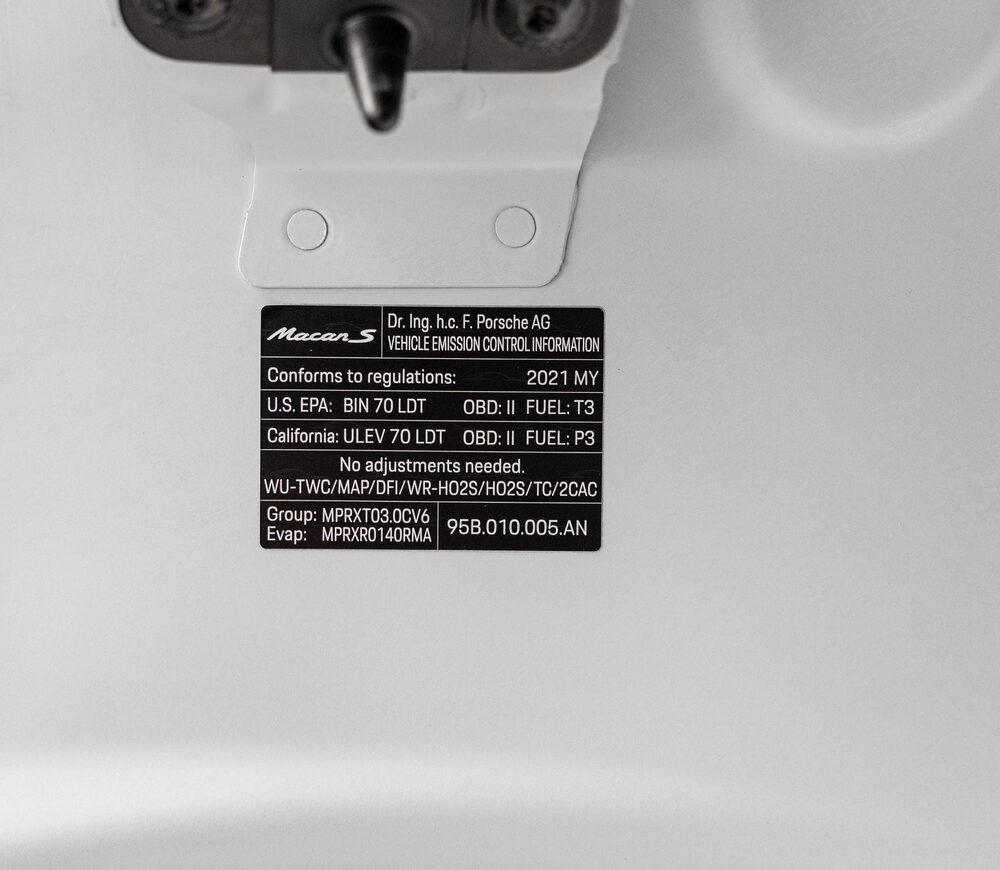 Macan S
Dr. Ing. h.c. F. Porsche AG
VEHICLE EMISSION CONTROL INFORMATION
Conforms to regulations: 2021 MY
U.S. EPA: BIN 70 LDT OBD: II FUEL: T3
California: ULEV 70 LDT OBD: II FUEL: P3
No adjustments needed.
WU-TWC/MAP/DFI/WR-HO2S/HO2S/TC/2CAC
Group: MPRXT03.0CV6
Evap: MPRXR0140RMA
95B.010.005.AN